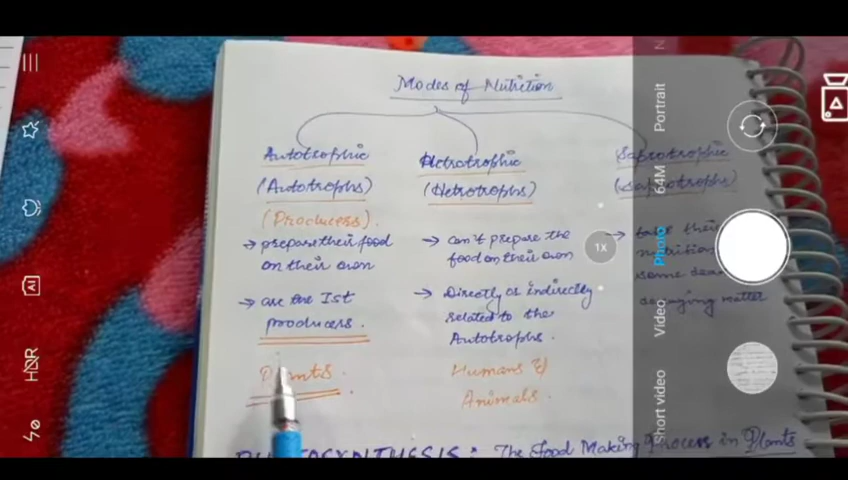 Modes of Nutrition
Autotrophic
(Autotrophs)
(Producers).
→ prepare their food
on their own
→ are the Ist
producers.
Plants.
Hetrotrophic
(Hetrotrophs)
→ can't prepare the
food on their own
→ Directly or indirectly
related to the
Autotrophs.
Humans &
Animals.
Saprotrophic
(Saprotrophs)
→ take their
nutrition
some dea
decaying matter
PHOTOSYNTHESIS: The Food Making Process in Plants
N
Portrait
64M
Photo
Video
Short video
1X
AI
HDR